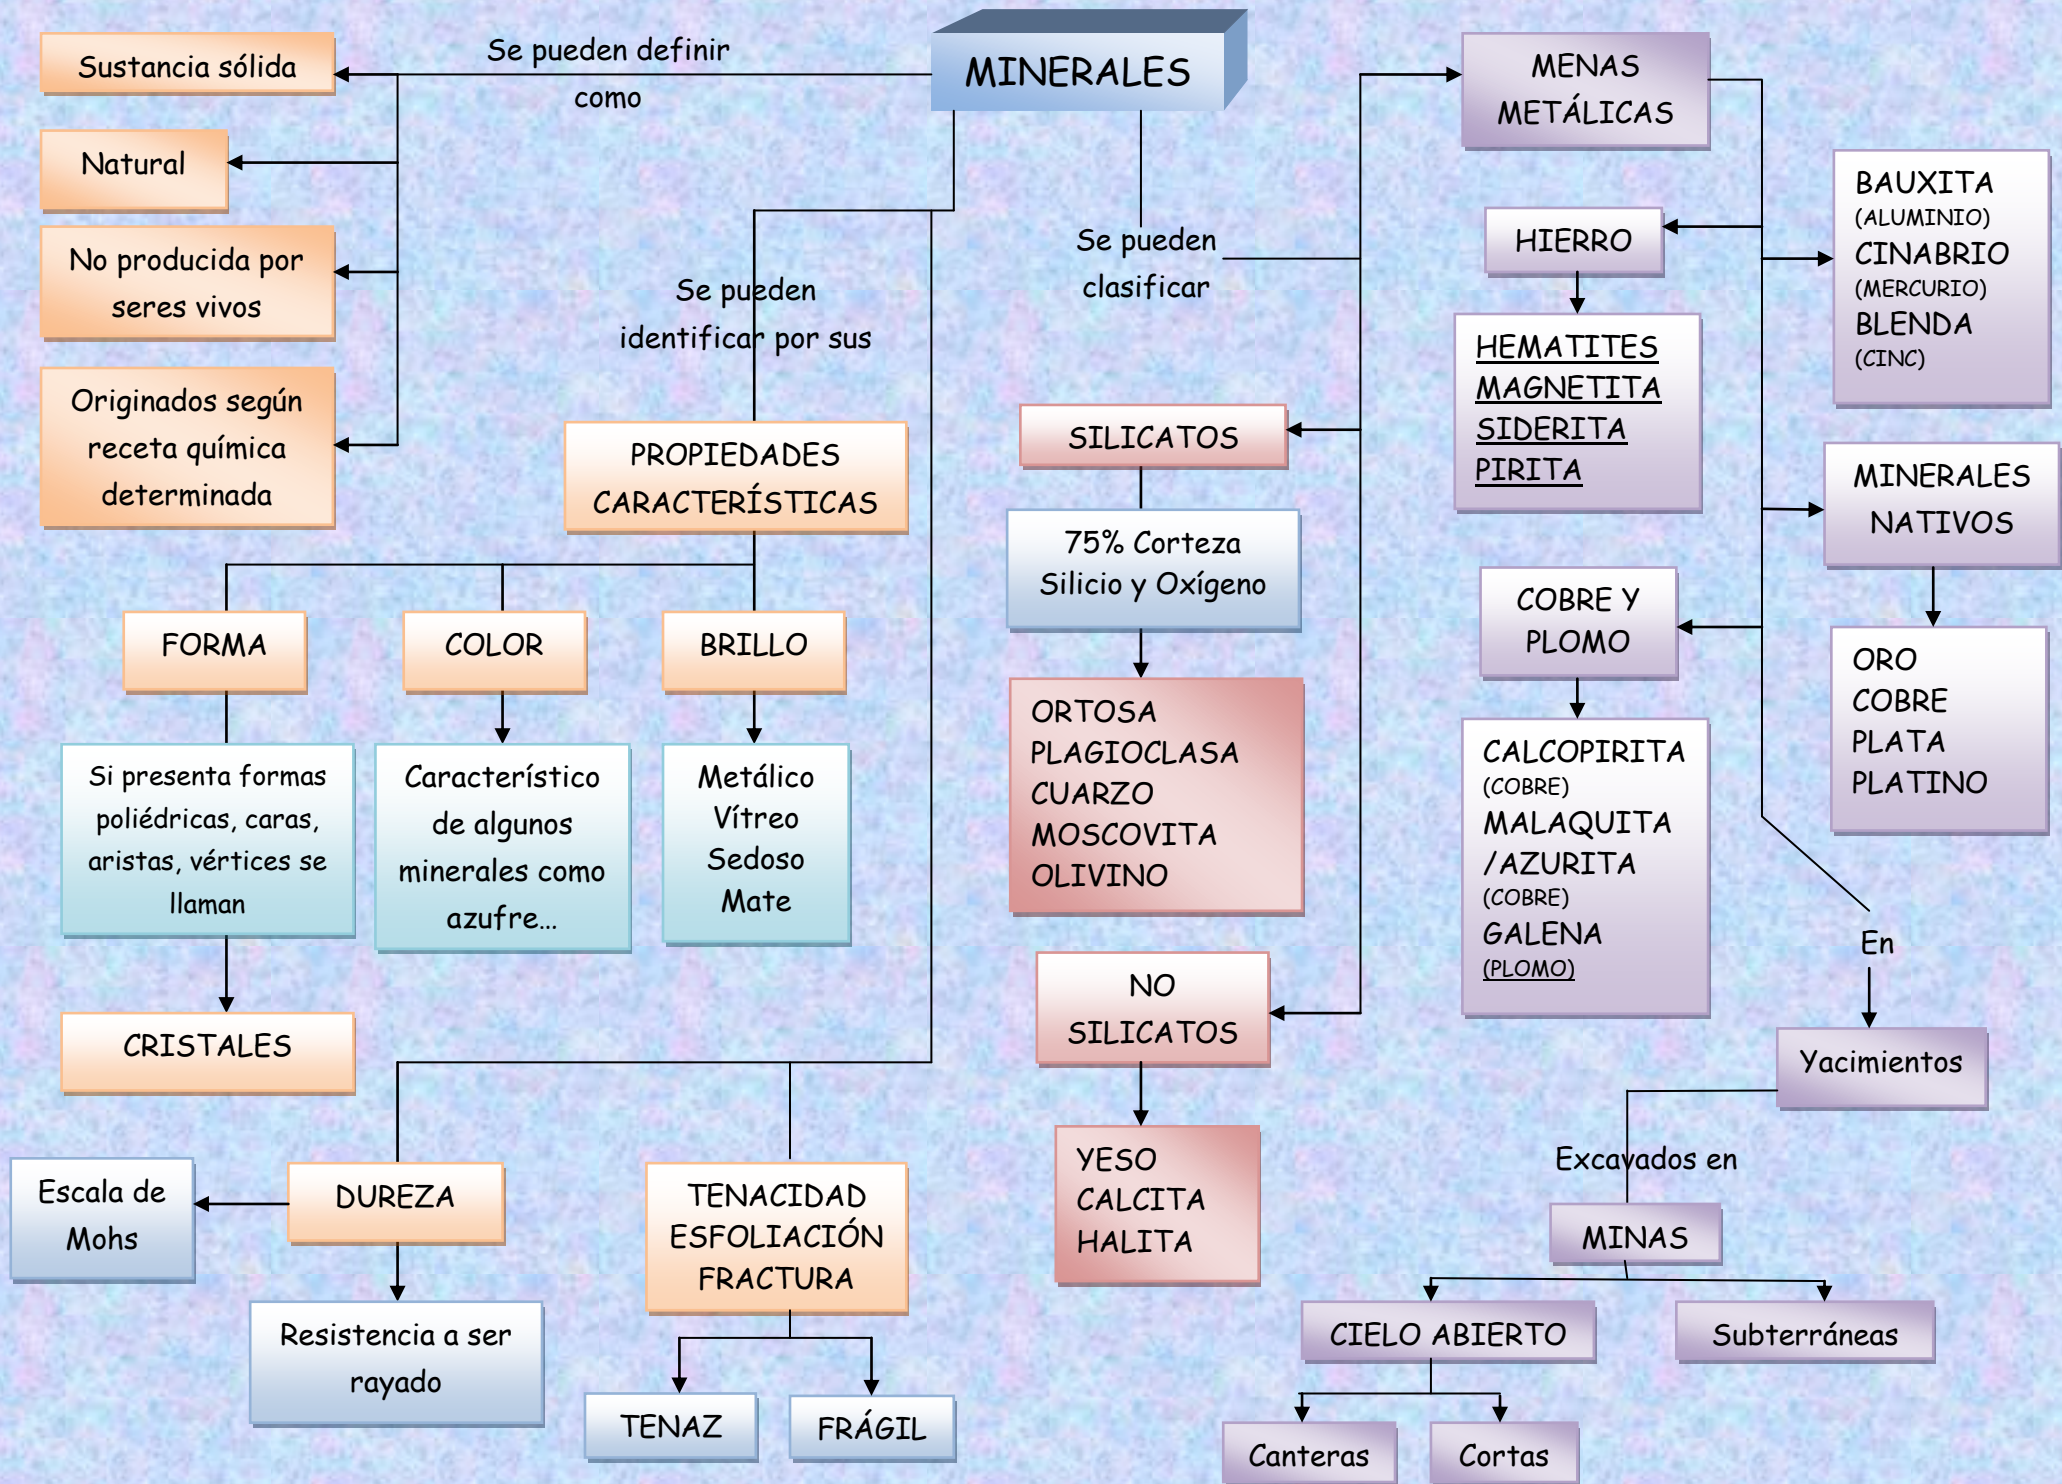 MINERALES
Se pueden definir
como
Sustancia sólida
Natural
No producida por
seres vivos
Originados según
receta química
determinada
Se pueden
identificar por sus
PROPIEDADES
CARACTERÍSTICAS
FORMA
COLOR
BRILLO
Si presenta formas
poliédricas, caras,
aristas, vértices se
llaman
CRISTALES
Característico
de algunos
minerales como
azufre…
Metálico
Vítreo
Sedoso
Mate
DUREZA
Escala de
Mohs
Resistencia a ser
rayado
TENACIDAD
ESFOLIACIÓN
FRACTURA
TENAZ
FRÁGIL
Se pueden
clasificar
SILICATOS
75% Corteza
Silicio y Oxígeno
ORTOSA
PLAGIOCLASA
CUARZO
MOSCOVITA
OLIVINO
NO
SILICATOS
YESO
CALCITA
HALITA
MENAS
METÁLICAS
HIERRO
HEMATITES
MAGNETITA
SIDERITA
PIRITA
BAUXITA
(ALUMINIO)
CINABRIO
(MERCURIO)
BLENDA
(CINC)
MINERALES
NATIVOS
ORO
COBRE
PLATA
PLATINO
COBRE Y
PLOMO
CALCOPIRITA
(COBRE)
MALAQUITA
/AZURITA
(COBRE)
GALENA
(PLOMO)
En
Yacimientos
Excavados en
MINAS
CIELO ABIERTO
Subterráneas
Canteras
Cortas